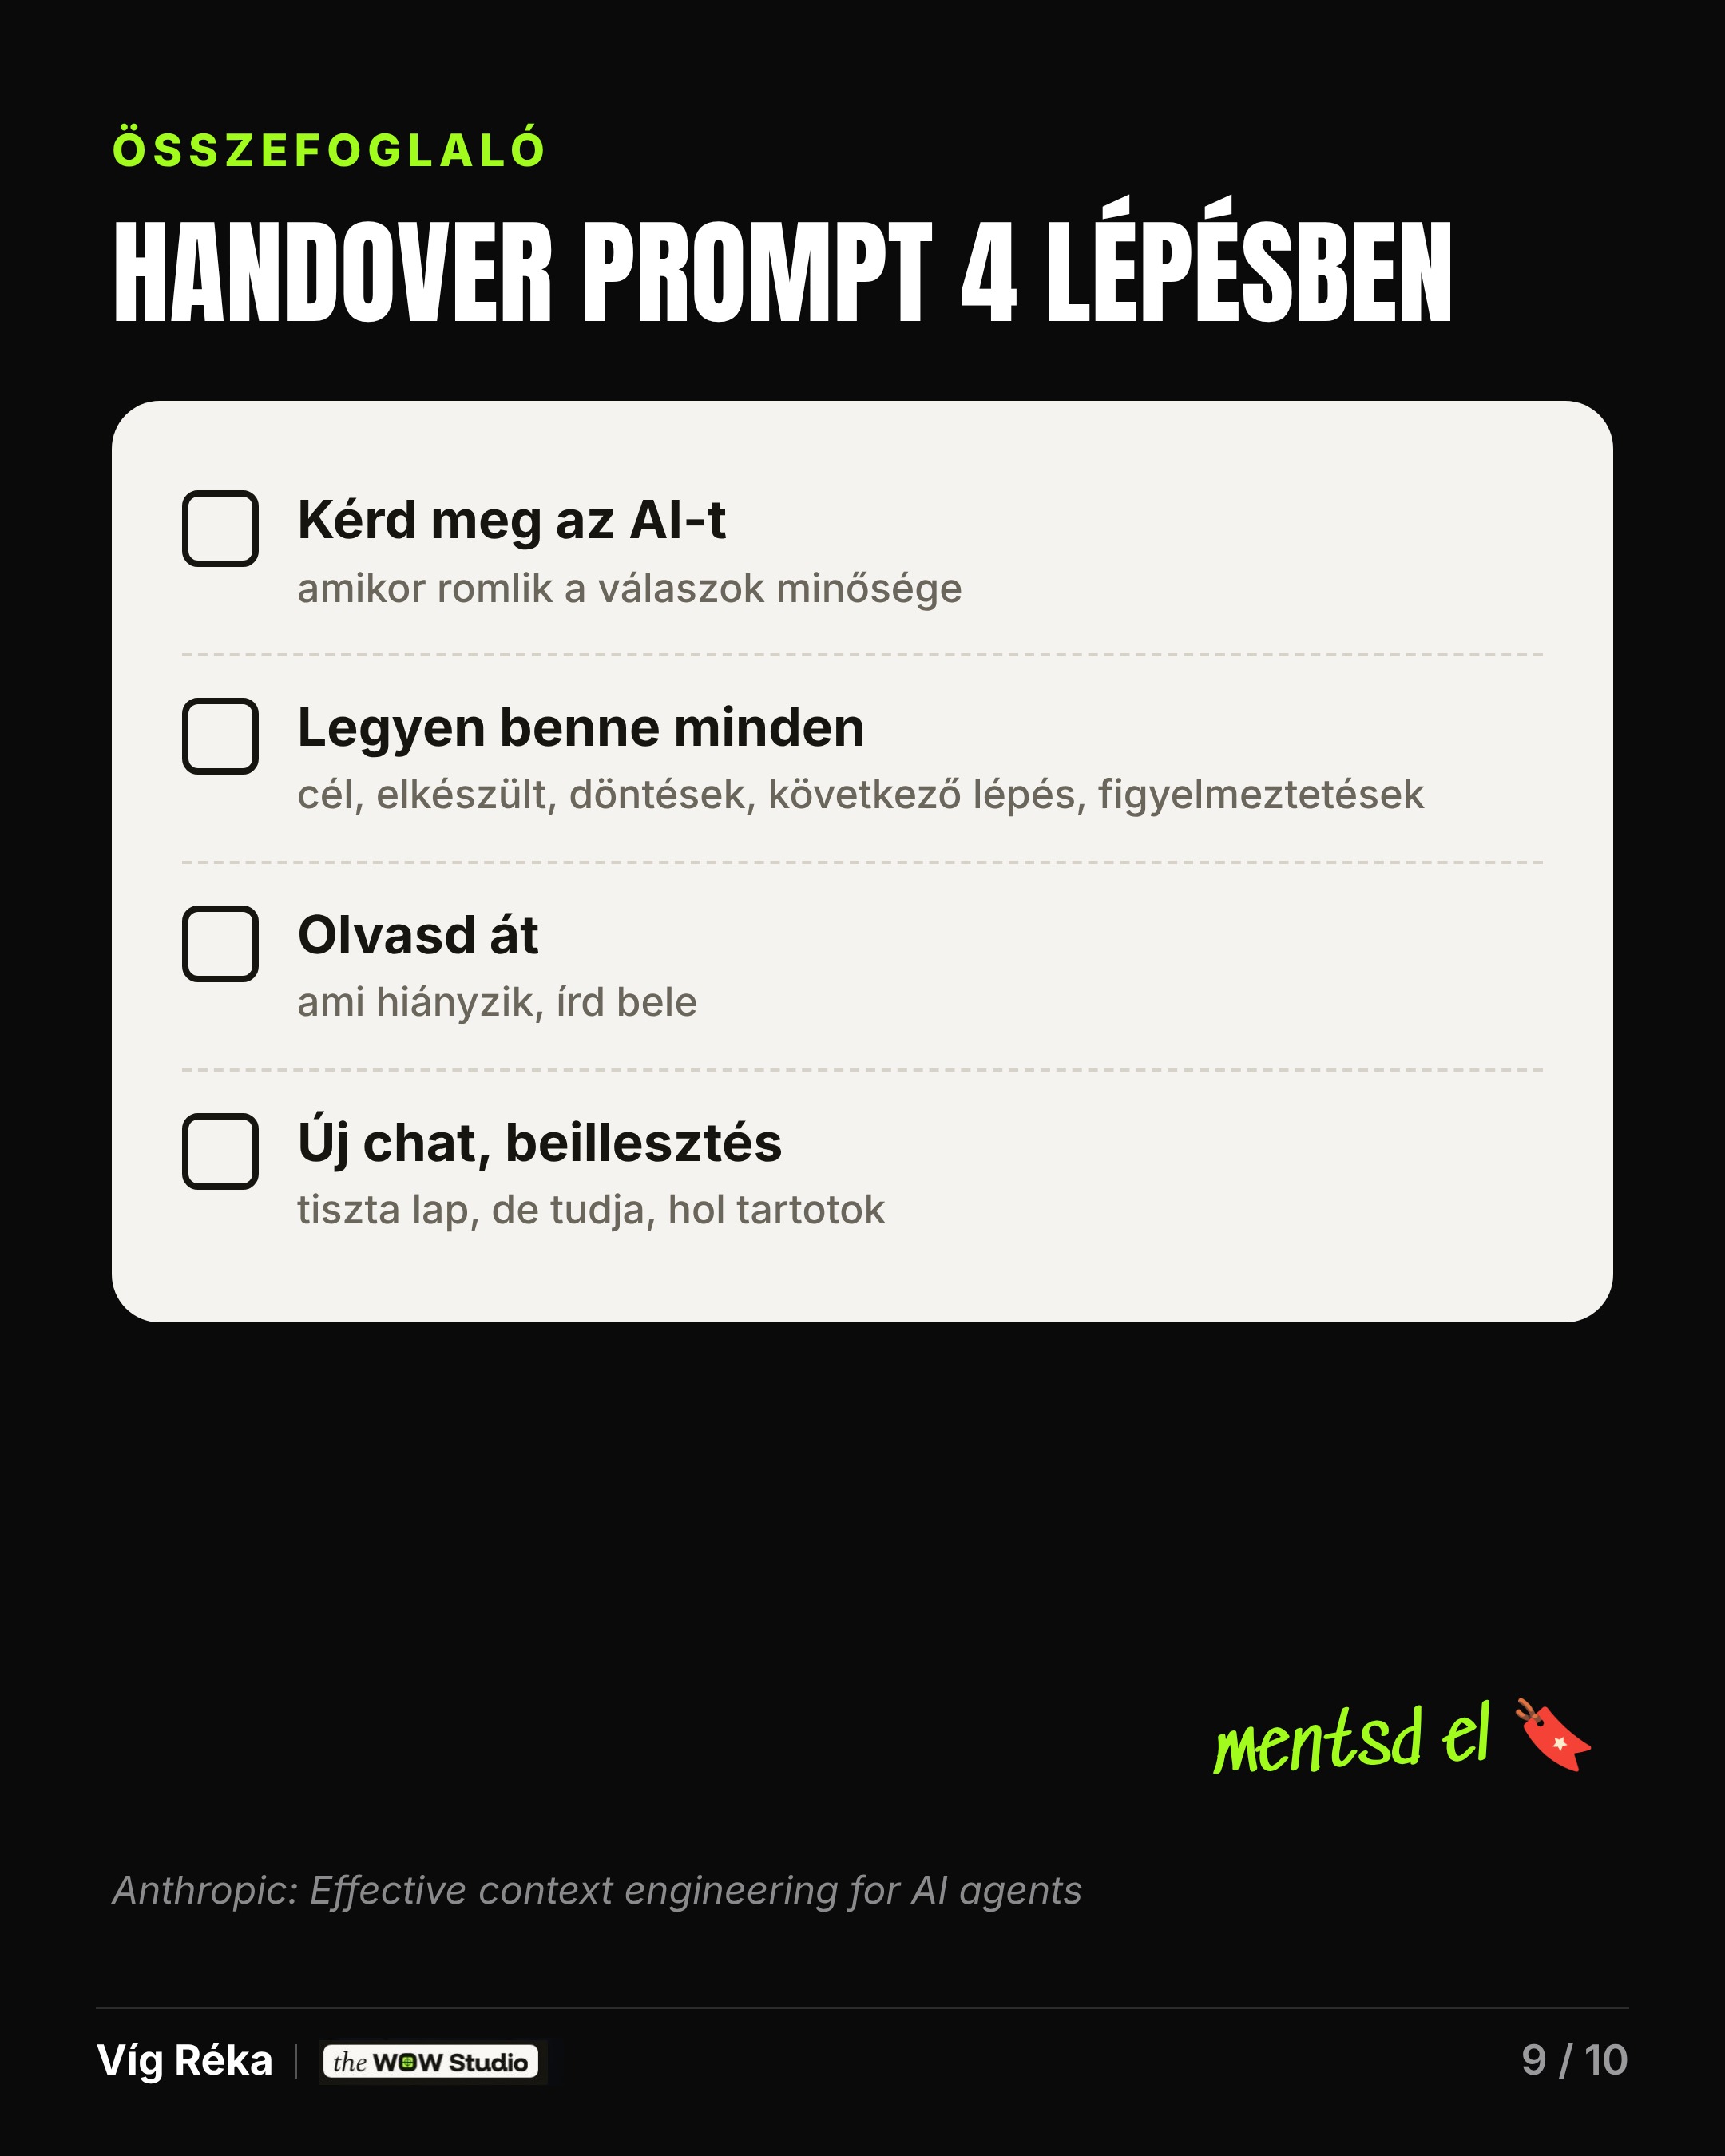 ÖSSZEFOGLALÓ
HANDOVER PROMPT 4 LÉPÉSBEN
Kérd meg az AI-t
amikor romlik a válaszok minősége
Legyen benne minden
cél, elkészült, döntések, következő lépés, figyelmeztetések
Olvasd át
ami hiányzik, írd bele
Új chat, beillesztés
tiszta lap, de tudja, hol tartotok
mentsd el
Anthropic: Effective context engineering for AI agents
Víg Réka
the WOW Studio
9 / 10